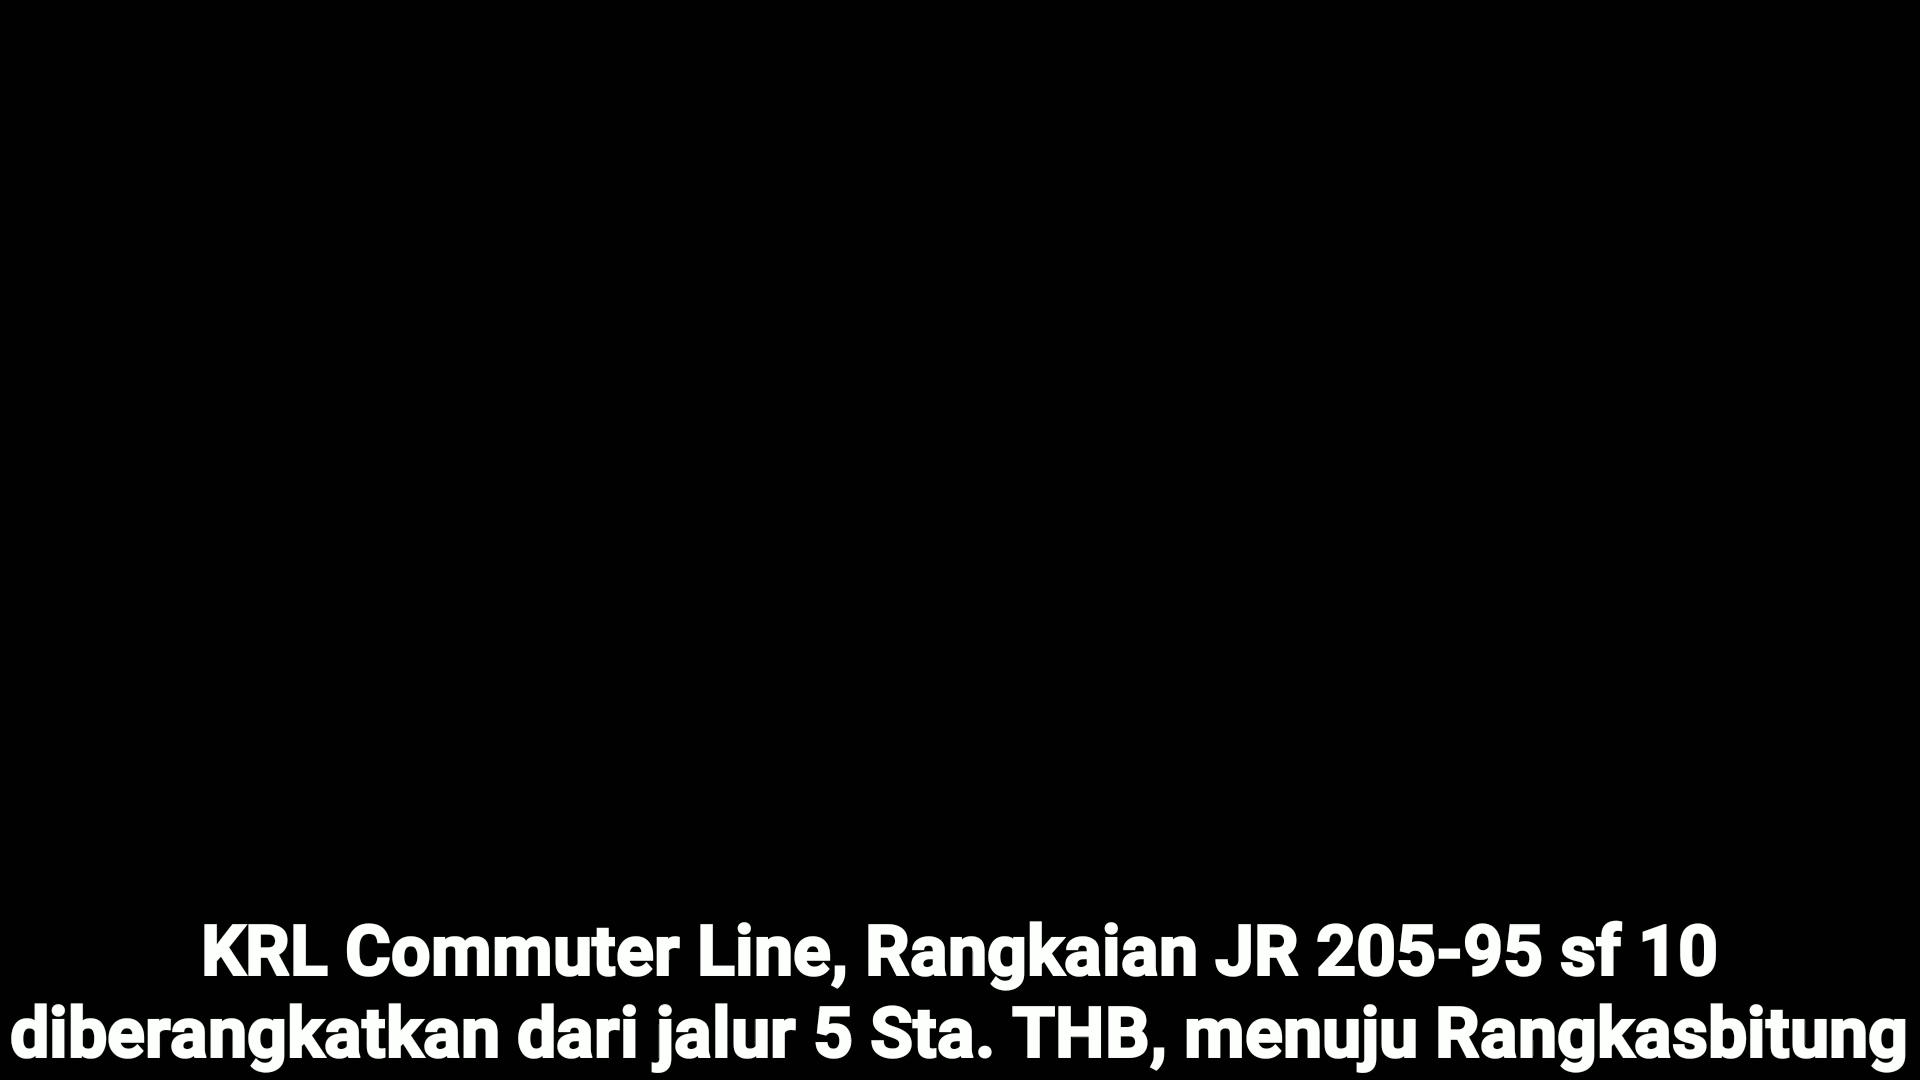 KRL Commuter Line, Rangkaian JR 205-95 sf 10
diberangkatkan dari jalur 5 Sta. THB, menuju Rangkasbitung